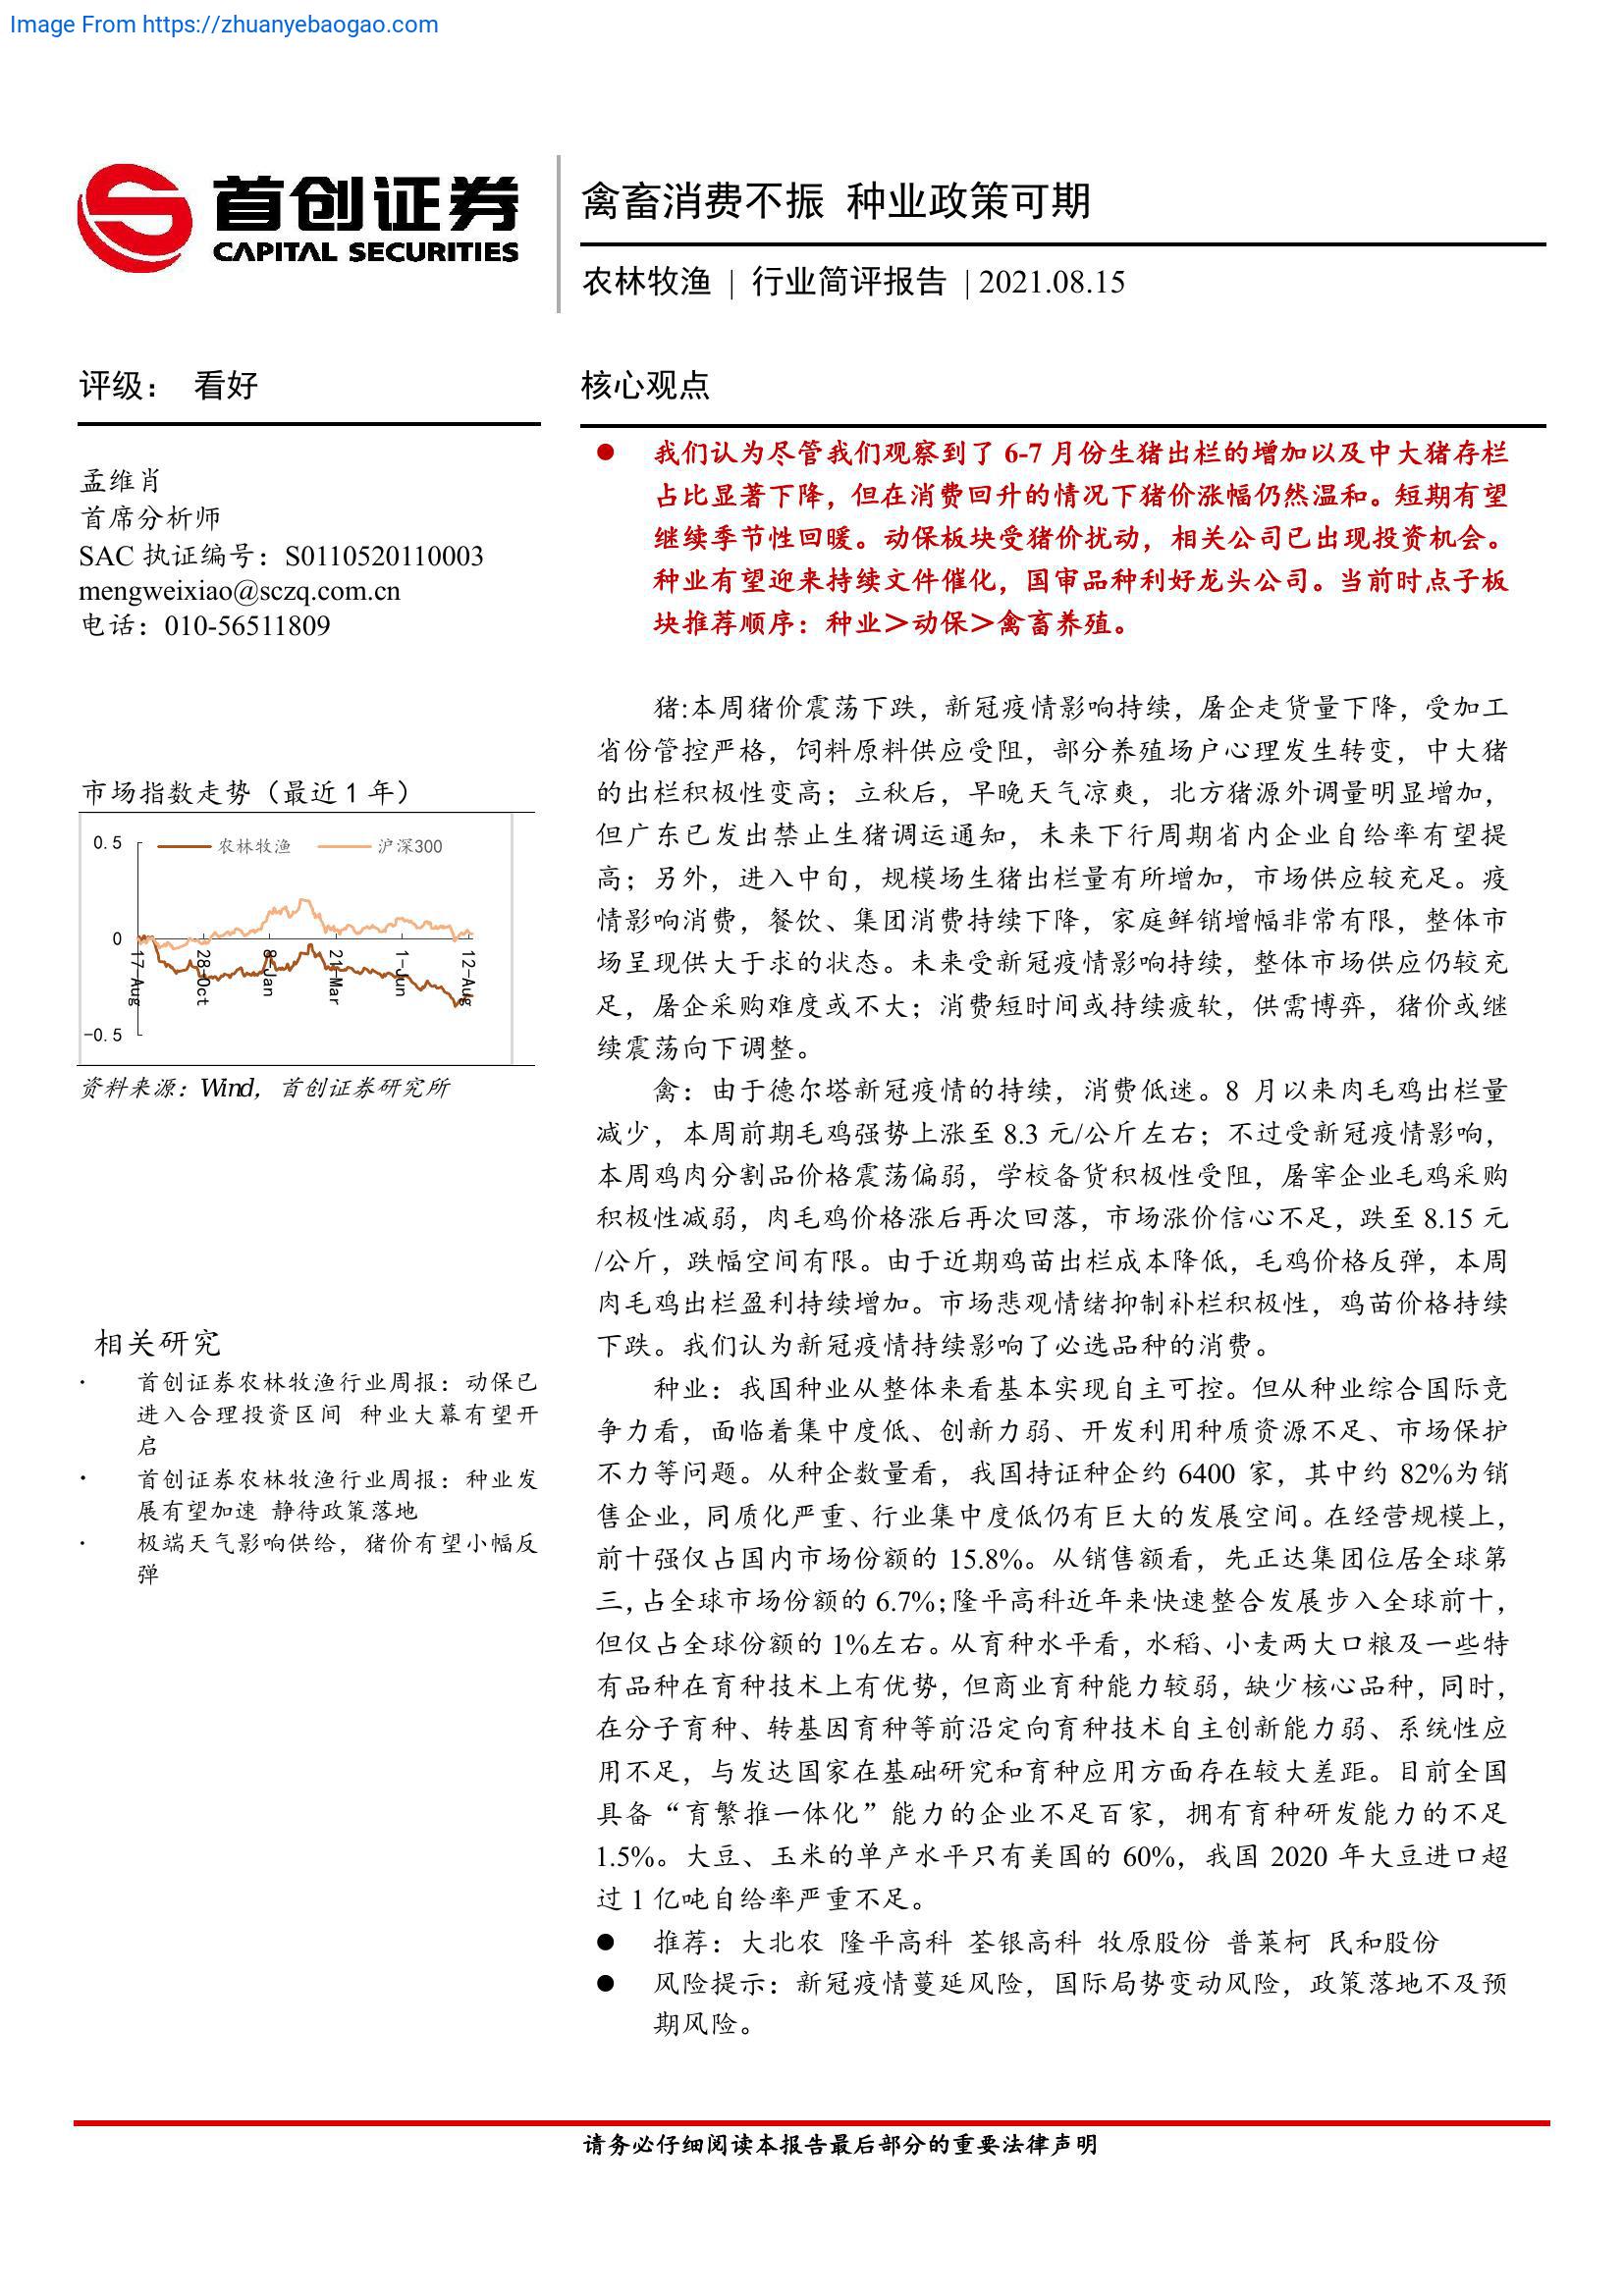 Image From https://zhuanyebaogao.com
首创证券
CAPITAL SECURITIES
禽畜消费不振 种业政策可期
农林牧渔 | 行业简评报告 | 2021.08.15
评级： 看好
孟维肖
首席分析师
SAC 执证编号：S0110520110003
mengweixiao@sczq.com.cn
电话：010-56511809
市场指数走势（最近 1 年）
0.5
农林牧渔
沪深300
0
17-Aug
28-Oct
8-Jan
21-Mar
1-Jun
12-Aug
-0.5
资料来源：Wind，首创证券研究所
相关研究
· 首创证券农林牧渔行业周报：动保已
进入合理投资区间 种业大幕有望开
启
· 首创证券农林牧渔行业周报：种业发
展有望加速 静待政策落地
· 极端天气影响供给，猪价有望小幅反
弹
核心观点
● 我们认为尽管我们观察到了 6-7 月份生猪出栏的增加以及中大猪存栏
占比显著下降，但在消费回升的情况下猪价涨幅仍然温和。短期有望
继续季节性回暖。动保板块受猪价扰动，相关公司已出现投资机会。
种业有望迎来持续文件催化，国审品种利好龙头公司。当前时点子板
块推荐顺序：种业＞动保＞禽畜养殖。
猪:本周猪价震荡下跌，新冠疫情影响持续，屠企走货量下降，受加工
省份管控严格，饲料原料供应受阻，部分养殖场户心理发生转变，中大猪
的出栏积极性变高；立秋后，早晚天气凉爽，北方猪源外调量明显增加，
但广东已发出禁止生猪调运通知，未来下行周期省内企业自给率有望提
高；另外，进入中旬，规模场生猪出栏量有所增加，市场供应较充足。疫
情影响消费，餐饮、集团消费持续下降，家庭鲜销增幅非常有限，整体市
场呈现供大于求的状态。未来受新冠疫情影响持续，整体市场供应仍较充
足，屠企采购难度或不大；消费短时间或持续疲软，供需博弈，猪价或继
续震荡向下调整。
禽：由于德尔塔新冠疫情的持续，消费低迷。8 月以来肉毛鸡出栏量
减少，本周前期毛鸡强势上涨至 8.3 元/公斤左右；不过受新冠疫情影响，
本周鸡肉分割品价格震荡偏弱，学校备货积极性受阻，屠宰企业毛鸡采购
积极性减弱，肉毛鸡价格涨后再次回落，市场涨价信心不足，跌至 8.15 元
/公斤，跌幅空间有限。由于近期鸡苗出栏成本降低，毛鸡价格反弹，本周
肉毛鸡出栏盈利持续增加。市场悲观情绪抑制补栏积极性，鸡苗价格持续
下跌。我们认为新冠疫情持续影响了必选品种的消费。
种业：我国种业从整体来看基本实现自主可控。但从种业综合国际竞
争力看，面临着集中度低、创新力弱、开发利用种质资源不足、市场保护
不力等问题。从种企数量看，我国持证种企约 6400 家，其中约 82%为销
售企业，同质化严重、行业集中度低仍有巨大的发展空间。在经营规模上，
前十强仅占国内市场份额的 15.8%。从销售额看，先正达集团位居全球第
三，占全球市场份额的 6.7%；隆平高科近年来快速整合发展步入全球前十，
但仅占全球份额的 1%左右。从育种水平看，水稻、小麦两大口粮及一些特
有品种在育种技术上有优势，但商业育种能力较弱，缺少核心品种，同时，
在分子育种、转基因育种等前沿定向育种技术自主创新能力弱、系统性应
用不足，与发达国家在基础研究和育种应用方面存在较大差距。目前全国
具备“育繁推一体化”能力的企业不足百家，拥有育种研发能力的不足
1.5%。大豆、玉米的单产水平只有美国的 60%，我国 2020 年大豆进口超
过 1 亿吨自给率严重不足。
● 推荐：大北农 隆平高科 荃银高科 牧原股份 普莱柯 民和股份
● 风险提示：新冠疫情蔓延风险，国际局势变动风险，政策落地不及预
期风险。
请务必仔细阅读本报告最后部分的重要法律声明